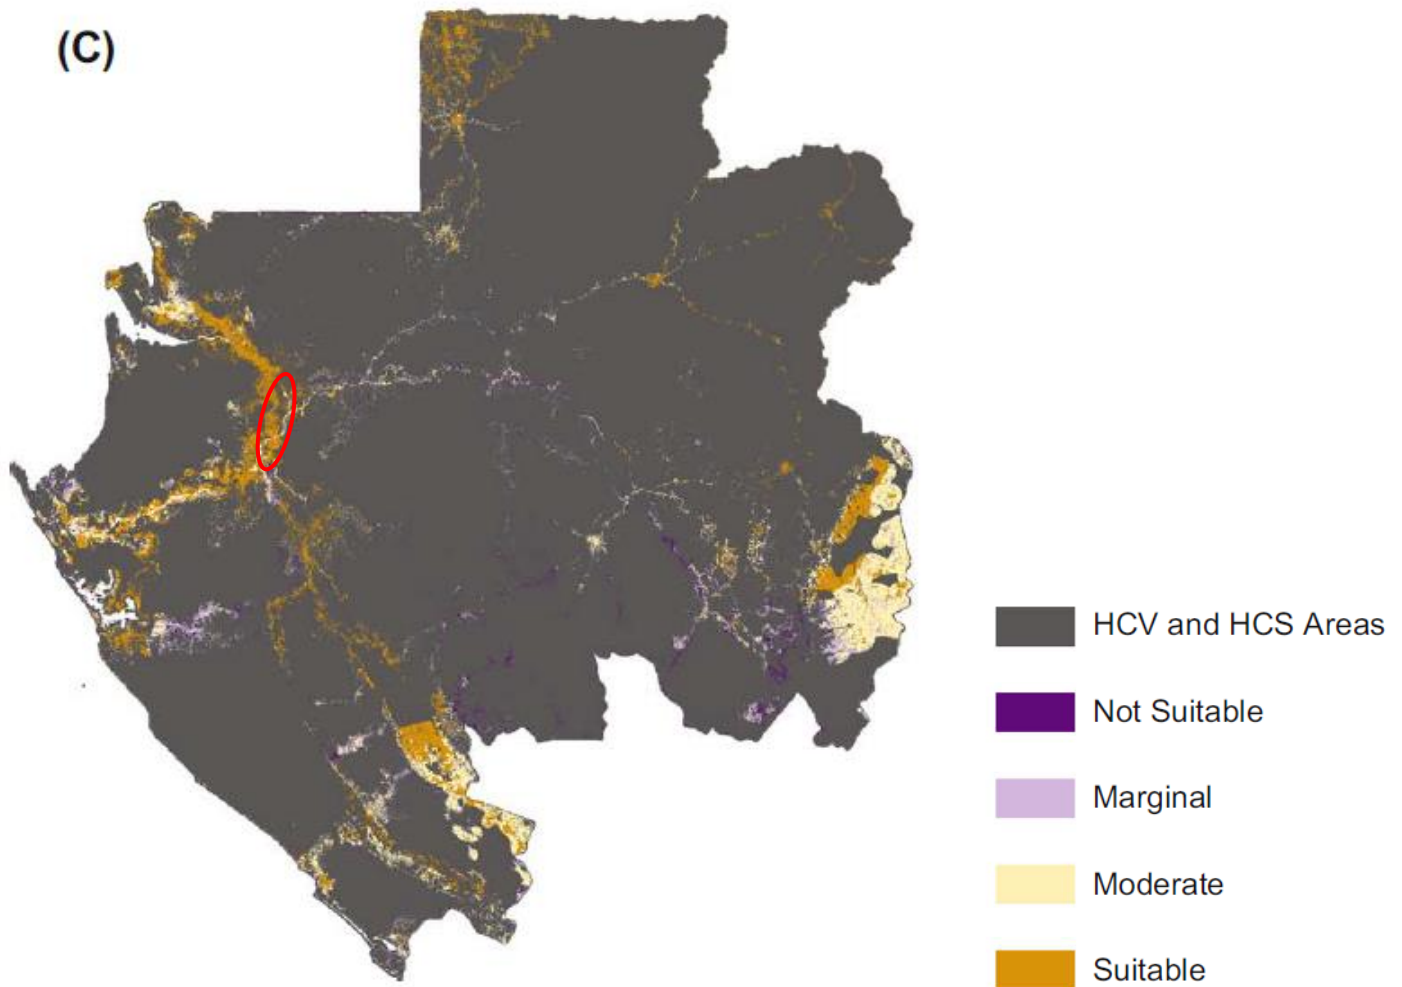 (C)
HCV and HCS Areas
Not Suitable
Marginal
Moderate
Suitable